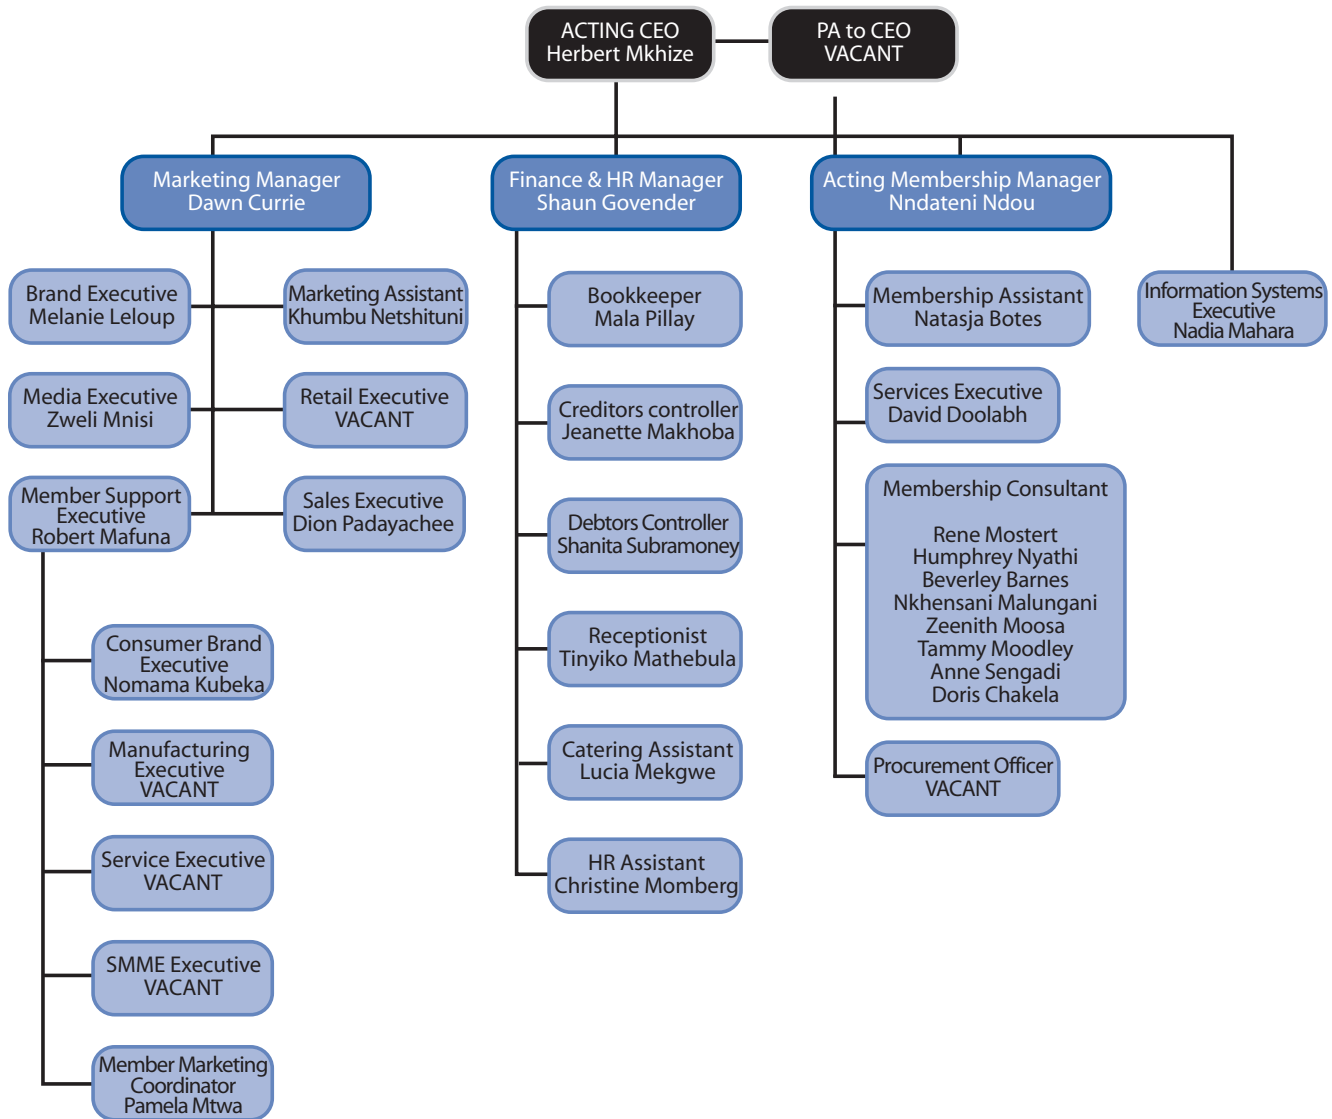 ACTING CEO
Herbert Mkhize
PA to CEO
VACANT
Marketing Manager
Dawn Currie
Finance & HR Manager
Shaun Govender
Acting Membership Manager
Nndateni Ndou
Brand Executive
Melanie Leloup
Marketing Assistant
Khumbu Netshituni
Media Executive
Zweli Mnisi
Retail Executive
VACANT
Member Support
Executive
Robert Mafuna
Sales Executive
Dion Padayachee
Consumer Brand
Executive
Nomama Kubeka
Manufacturing
Executive
VACANT
Service Executive
VACANT
SMME Executive
VACANT
Member Marketing
Coordinator
Pamela Mtwa
Bookkeeper
Mala Pillay
Creditors controller
Jeanette Makhoba
Debtors Controller
Shanita Subramoney
Receptionist
Tinyiko Mathebula
Catering Assistant
Lucia Mekgwe
HR Assistant
Christine Momberg
Membership Assistant
Natasja Botes
Services Executive
David Doolabh
Membership Consultant
Rene Mostert
Humphrey Nyathi
Beverley Barnes
Nkhensani Malungani
Zeenith Moosa
Tammy Moodley
Anne Sengadi
Doris Chakela
Procurement Officer
VACANT
Information Systems
Executive
Nadia Mahara